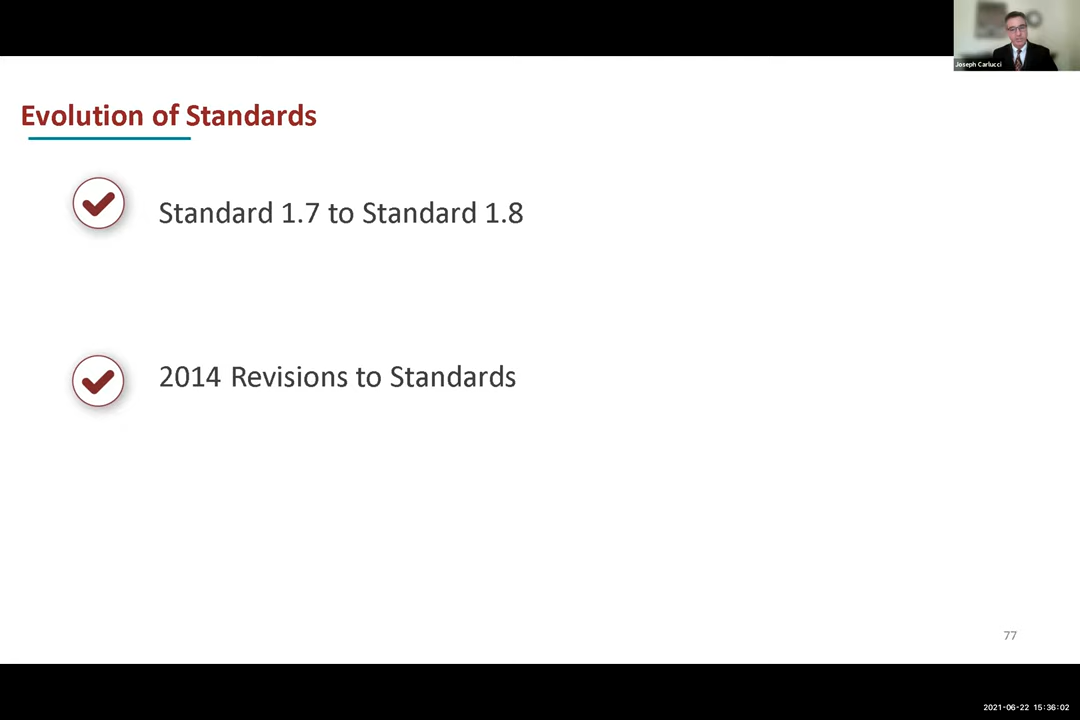 Joseph Carlucci
Evolution of Standards
Standard 1.7 to Standard 1.8
2014 Revisions to Standards
77
2021-06-22 15:36:02